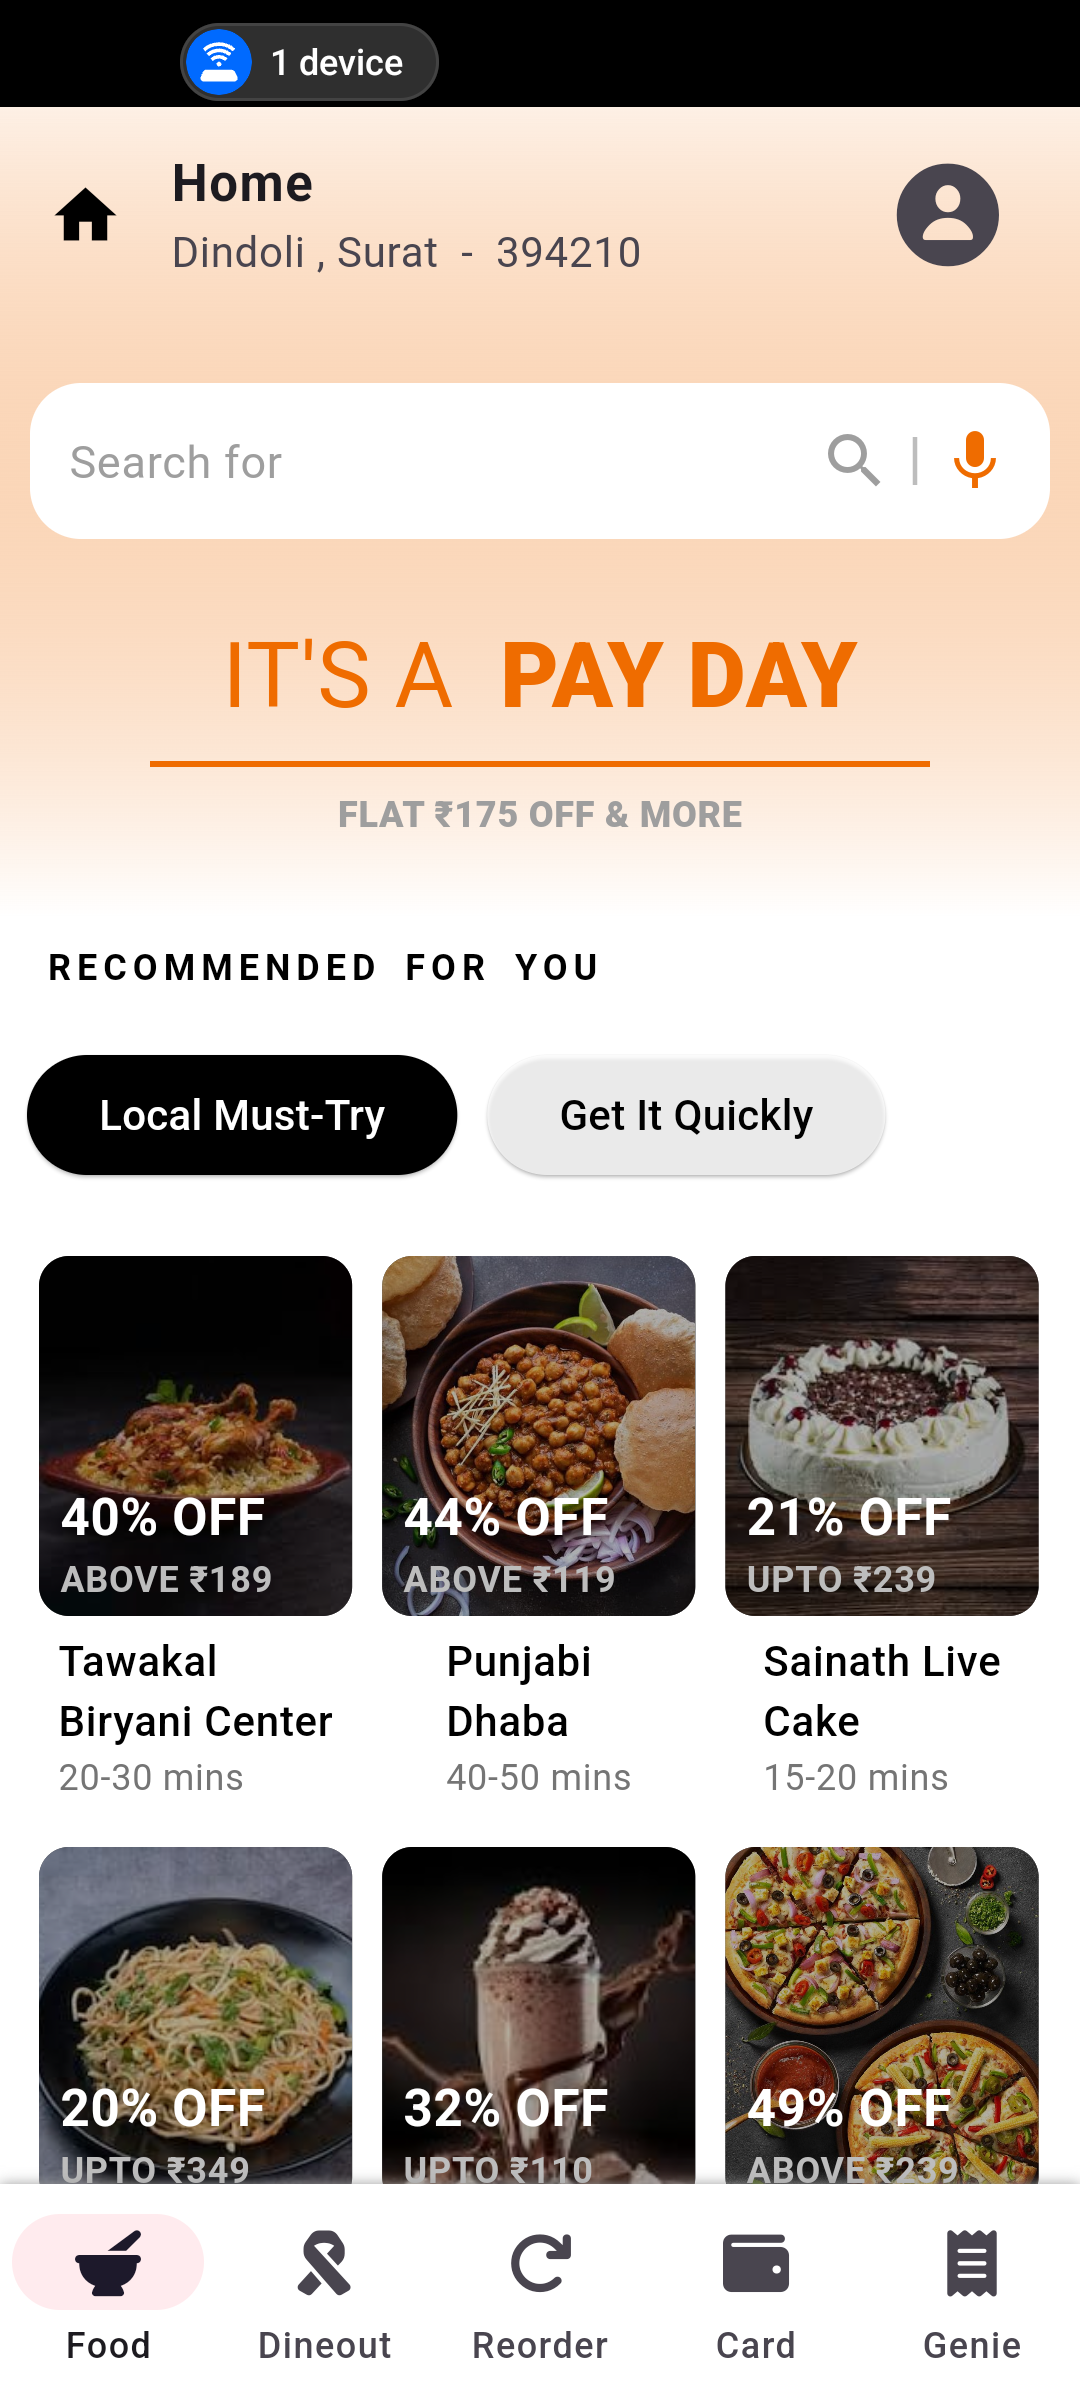 1 device
Home
Dindoli , Surat - 394210
Search for
IT'S A PAY DAY
FLAT ₹175 OFF & MORE
RECOMMENDED FOR YOU
Local Must-Try
Get It Quickly
40% OFF
ABOVE ₹189
44% OFF
ABOVE ₹119
21% OFF
UPTO ₹239
Tawakal
Biryani Center
20-30 mins
Punjabi
Dhaba
40-50 mins
Sainath Live
Cake
15-20 mins
20% OFF
UPTO ₹349
32% OFF
UPTO ₹110
49% OFF
ABOVE ₹239
Food
Dineout
Reorder
Card
Genie